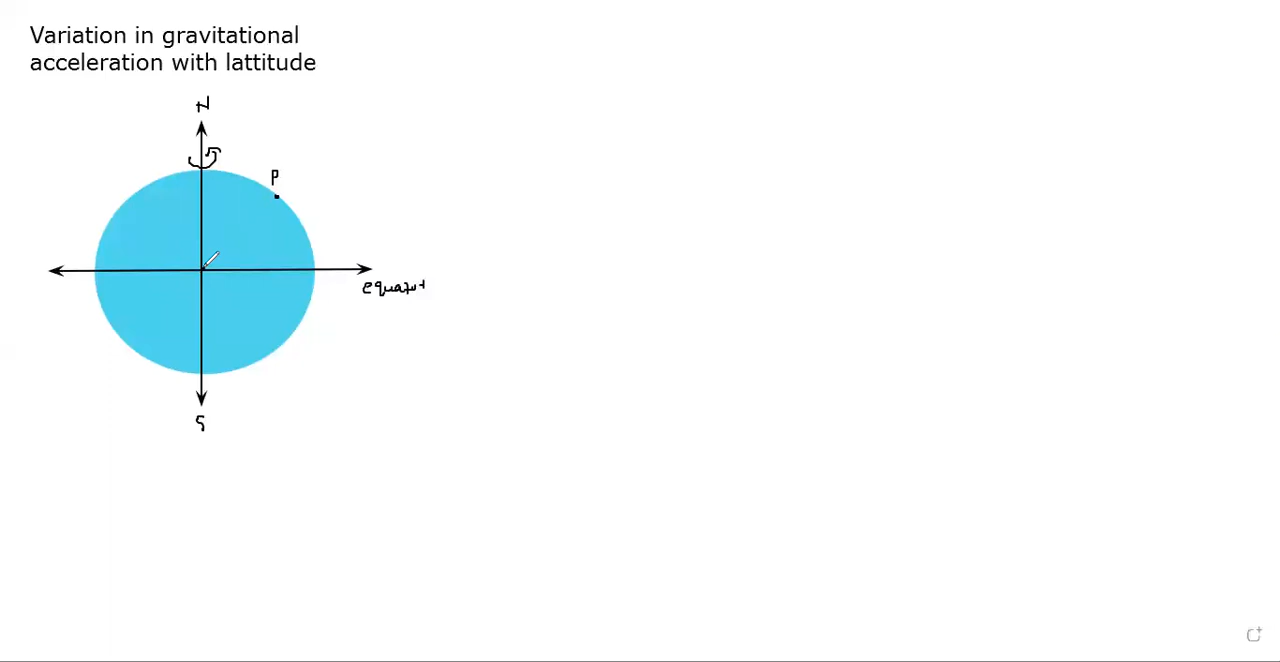 Variation in gravitational
acceleration with lattitude
N
P
equator
S